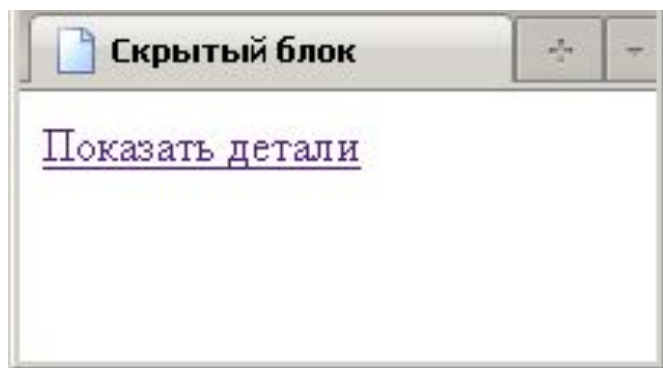 Скрытый блок
Показать детали